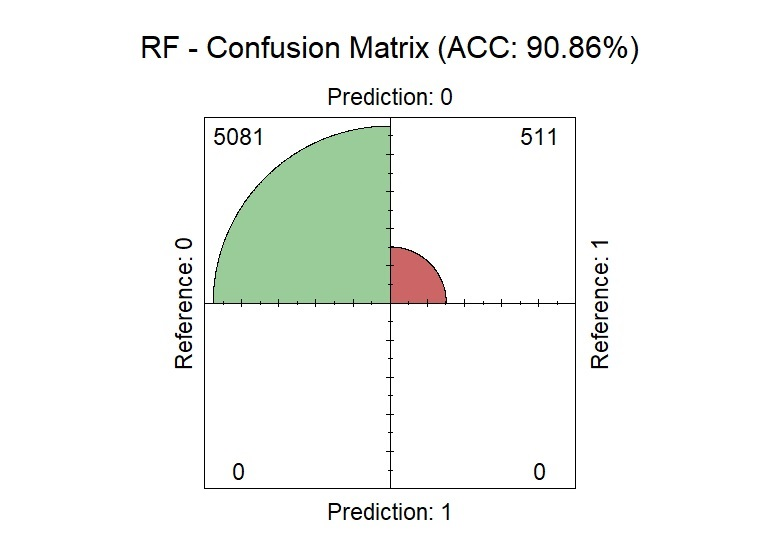 RF - Confusion Matrix (ACC: 90.86%)
Prediction: 0
5081
511
Reference: 0
Reference: 1
0
0
Prediction: 1